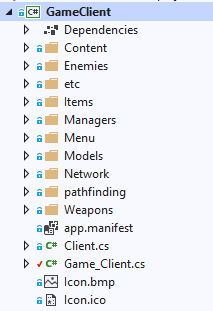 C# GameClient
Dependencies
Content
Enemies
etc
Items
Managers
Menu
Models
Network
pathfinding
Weapons
app.manifest
C# Client.cs
C# Game_Client.cs
Icon.bmp
Icon.ico